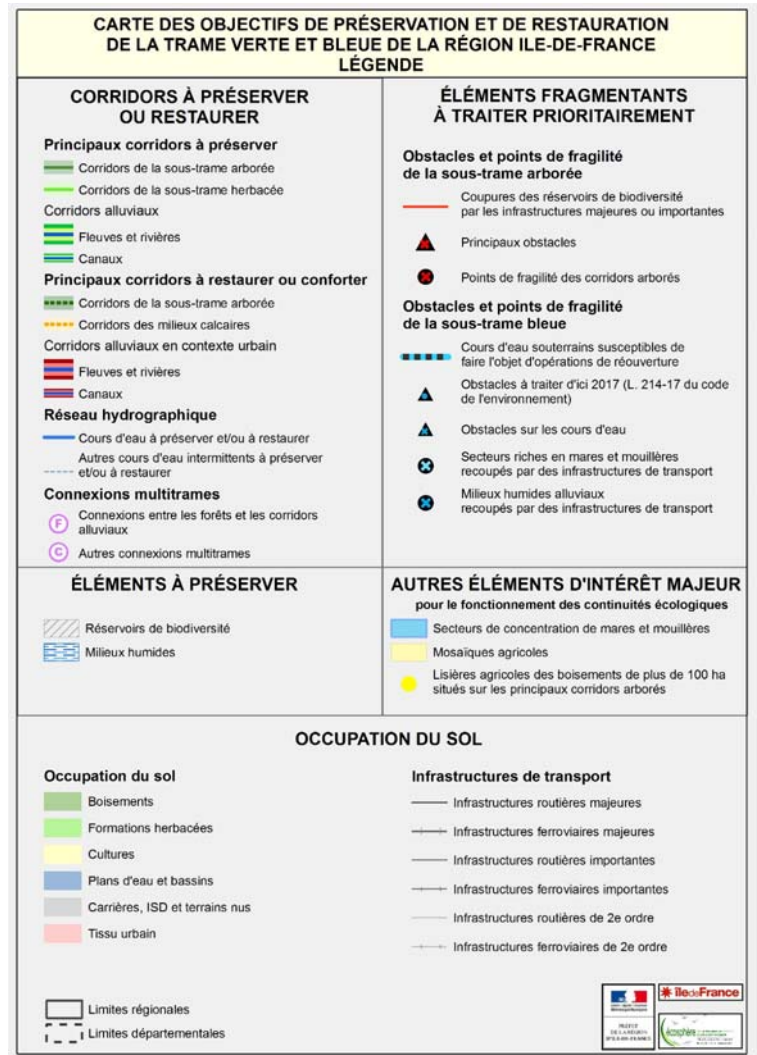 CARTE DES OBJECTIFS DE PRÉSERVATION ET DE RESTAURATION
DE LA TRAME VERTE ET BLEUE DE LA RÉGION ILE-DE-FRANCE
LÉGENDE
CORRIDORS À PRÉSERVER
OU RESTAURER
Principaux corridors à préserver
Corridors de la sous-trame arborée
Corridors de la sous-trame herbacée
Corridors alluviaux
Fleuves et rivières
Canaux
Principaux corridors à restaurer ou conforter
Corridors de la sous-trame arborée
Corridors des milieux calcaires
Corridors alluviaux en contexte urbain
Fleuves et rivières
Canaux
Réseau hydrographique
Cours d'eau à préserver et/ou à restaurer
Autres cours d'eau intermittents à préserver
et/ou à restaurer
Connexions multitrames
F
Connexions entre les forêts et les corridors
alluviaux
C
Autres connexions multitrames
ÉLÉMENTS FRAGMENTANTS
À TRAITER PRIORITAIREMENT
Obstacles et points de fragilité
de la sous-trame arborée
Coupures des réservoirs de biodiversité
par les infrastructures majeures ou importantes
Principaux obstacles
Points de fragilité des corridors arborés
Obstacles et points de fragilité
de la sous-trame bleue
Cours d'eau souterrains susceptibles de
faire l'objet d'opérations de réouverture
Obstacles à traiter d'ici 2017 (L. 214-17 du code
de l'environnement)
Obstacles sur les cours d'eau
Secteurs riches en mares et mouillères
recoupés par des infrastructures de transport
Milieux humides alluviaux
recoupés par des infrastructures de transport
ÉLÉMENTS À PRÉSERVER
Réservoirs de biodiversité
Milieux humides
AUTRES ÉLÉMENTS D'INTÉRÊT MAJEUR
pour le fonctionnement des continuités écologiques
Secteurs de concentration de mares et mouillères
Mosaïques agricoles
Lisières agricoles des boisements de plus de 100 ha
situés sur les principaux corridors arborés
OCCUPATION DU SOL
Occupation du sol
Boisements
Formations herbacées
Cultures
Plans d'eau et bassins
Carrières, ISD et terrains nus
Tissu urbain
Limites régionales
Limites départementales
Infrastructures de transport
Infrastructures routières majeures
Infrastructures ferroviaires majeures
Infrastructures routières importantes
Infrastructures ferroviaires importantes
Infrastructures routières de 2e ordre
Infrastructures ferroviaires de 2e ordre
PRÉFET
DE LA RÉGION
D'ÎLE-DE-FRANCE
îledeFrance
écosphère